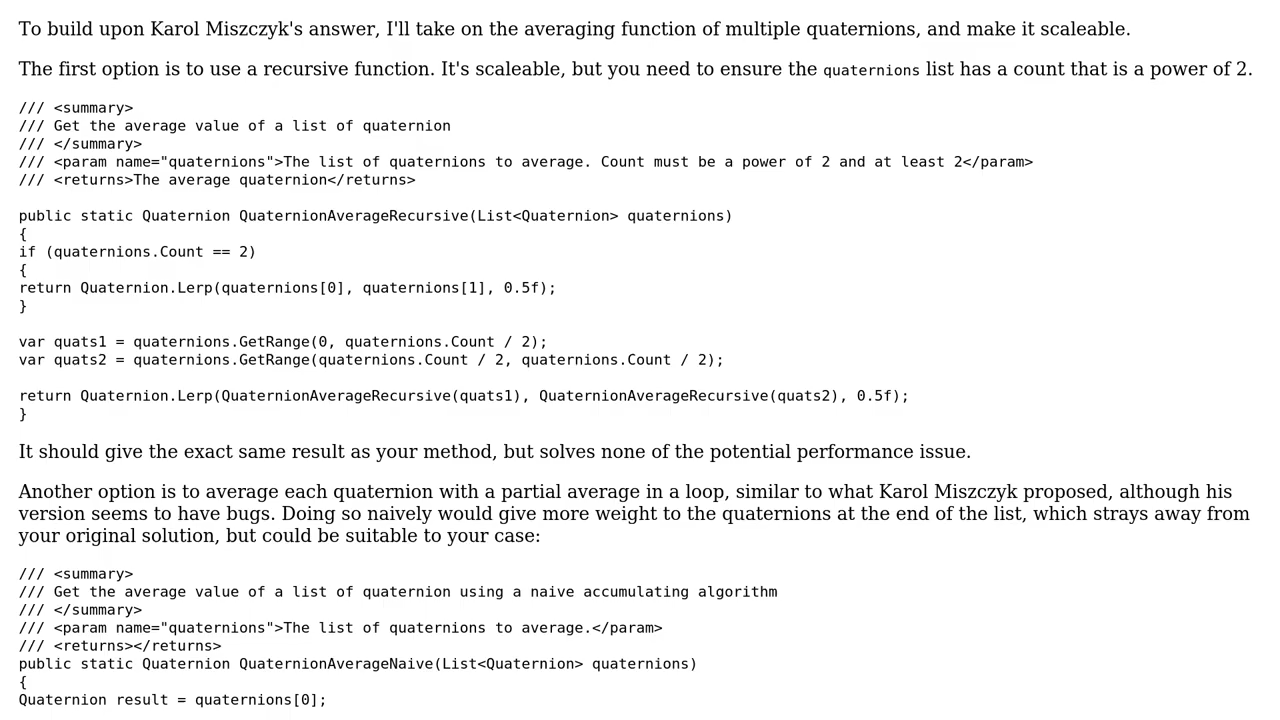 To build upon Karol Miszczyk's answer, I'll take on the averaging function of multiple quaternions, and make it scaleable.
The first option is to use a recursive function. It's scaleable, but you need to ensure the quaternions list has a count that is a power of 2.
/// <summary>
/// Get the average value of a list of quaternion
/// </summary>
/// <param name="quaternions">The list of quaternions to average. Count must be a power of 2 and at least 2</param>
/// <returns>The average quaternion</returns>
public static Quaternion QuaternionAverageRecursive(List<Quaternion> quaternions)
{
if (quaternions.Count == 2)
{
return Quaternion.Lerp(quaternions[0], quaternions[1], 0.5f);
}
var quats1 = quaternions.GetRange(0, quaternions.Count / 2);
var quats2 = quaternions.GetRange(quaternions.Count / 2, quaternions.Count / 2);
return Quaternion.Lerp(QuaternionAverageRecursive(quats1), QuaternionAverageRecursive(quats2), 0.5f);
}
It should give the exact same result as your method, but solves none of the potential performance issue.
Another option is to average each quaternion with a partial average in a loop, similar to what Karol Miszczyk proposed, although his
version seems to have bugs. Doing so naively would give more weight to the quaternions at the end of the list, which strays away from
your original solution, but could be suitable to your case:
/// <summary>
/// Get the average value of a list of quaternion using a naive accumulating algorithm
/// </summary>
/// <param name="quaternions">The list of quaternions to average.</param>
/// <returns></returns>
public static Quaternion QuaternionAverageNaive(List<Quaternion> quaternions)
{
Quaternion result = quaternions[0];